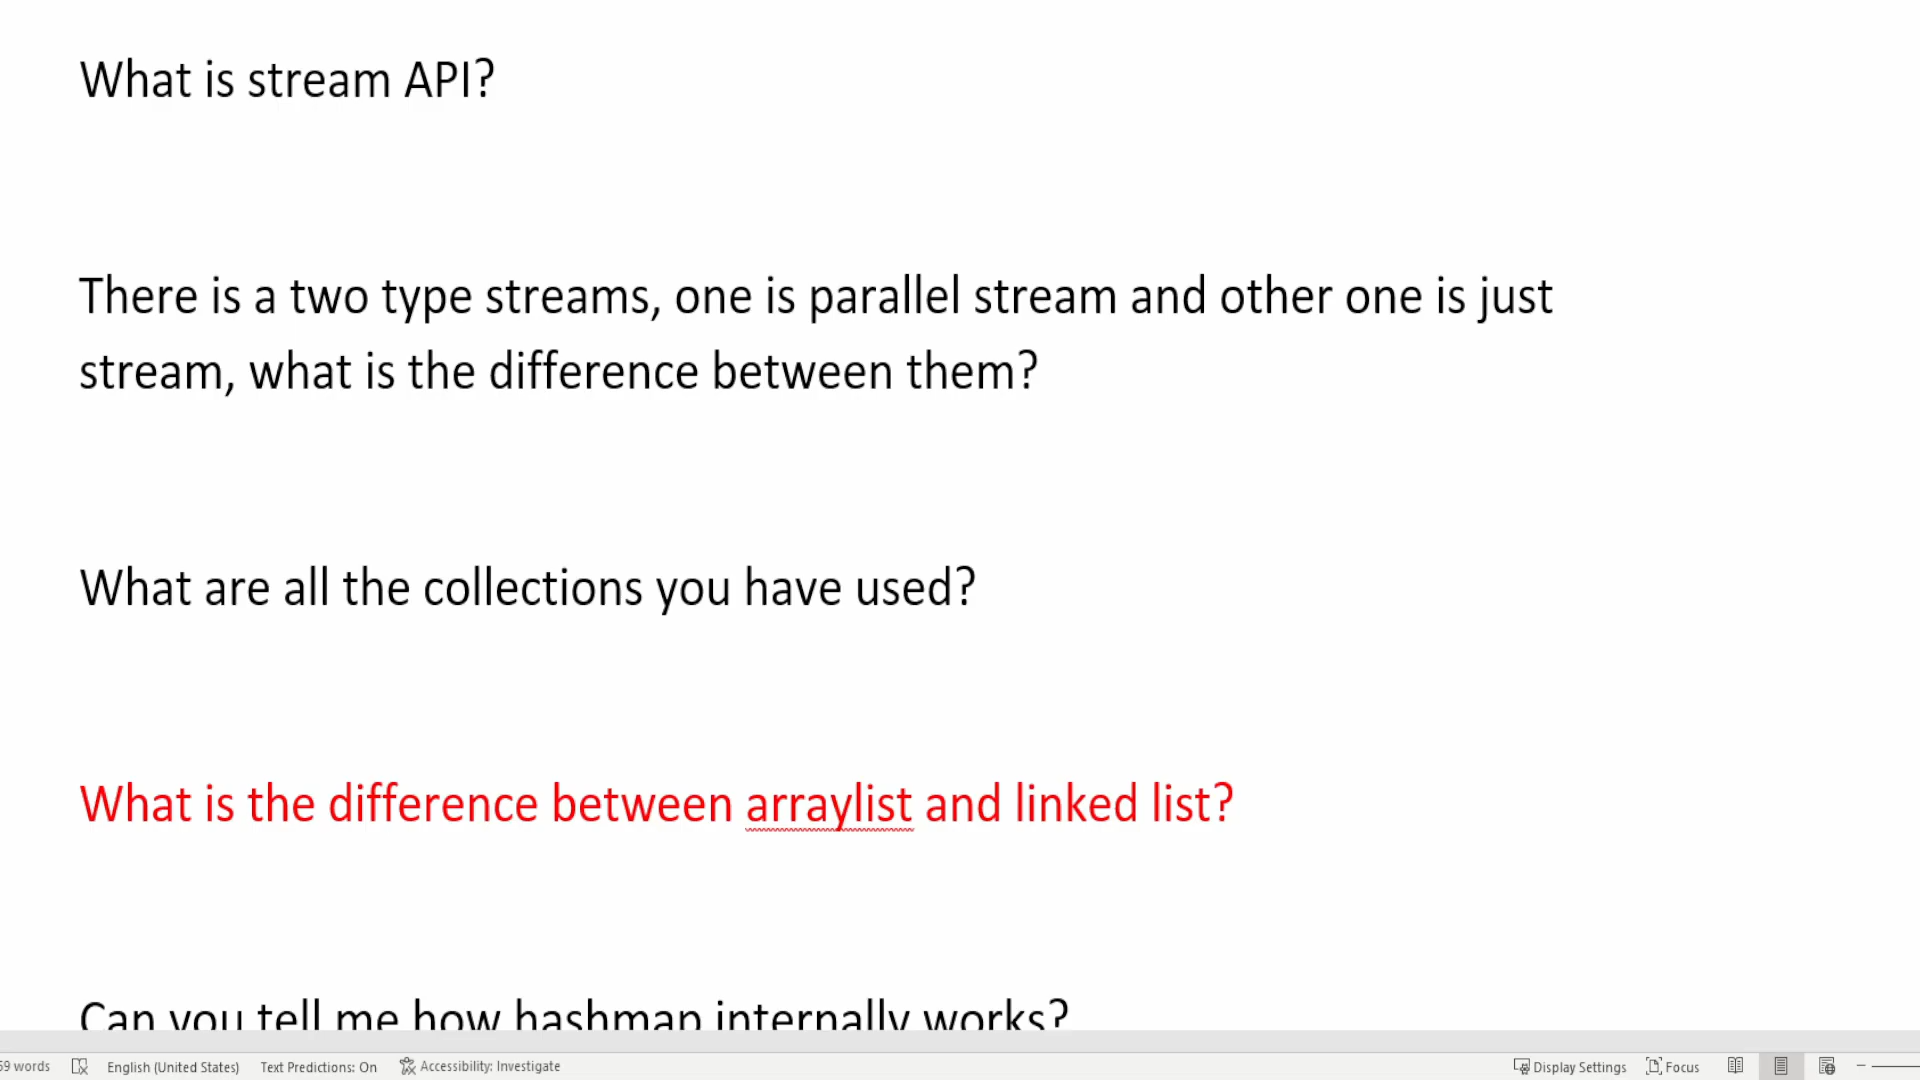 What is stream API?
There is a two type streams, one is parallel stream and other one is just
stream, what is the difference between them?
What are all the collections you have used?
What is the difference between arraylist and linked list?
Can you tell me how hashmap internally works?
59 words English (United States) Text Predictions: On Accessibility: Investigate Display Settings Focus